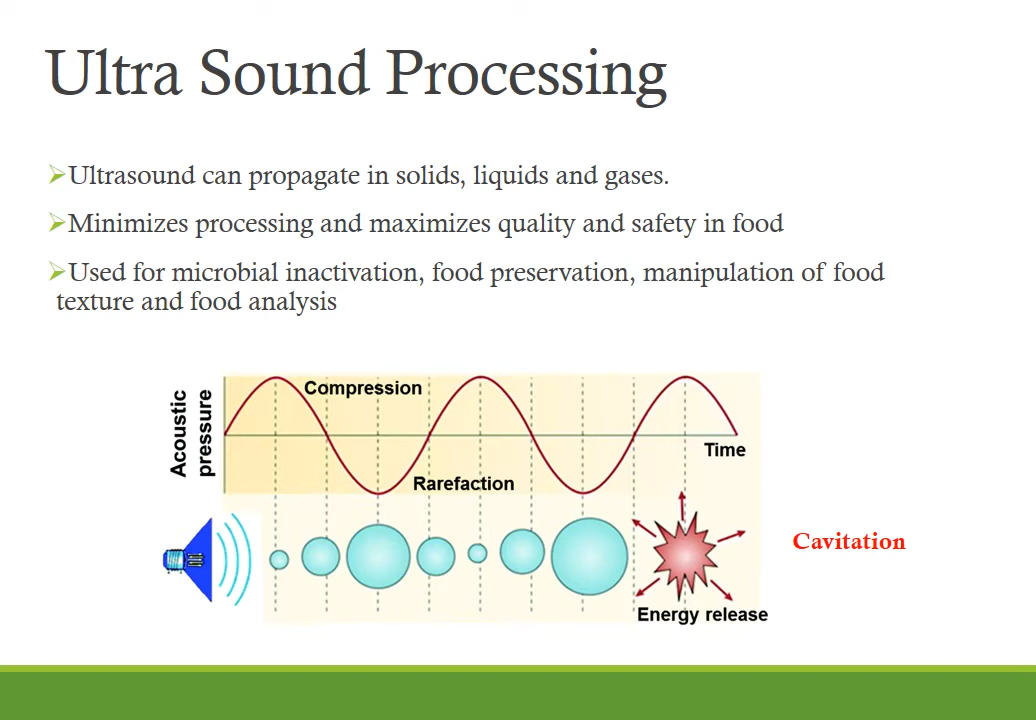 Ultra Sound Processing
Ultrasound can propagate in solids, liquids and gases.
Minimizes processing and maximizes quality and safety in food
Used for microbial inactivation, food preservation, manipulation of food
texture and food analysis
Acoustic
pressure
Compression
Rarefaction
Time
Cavitation
Energy release